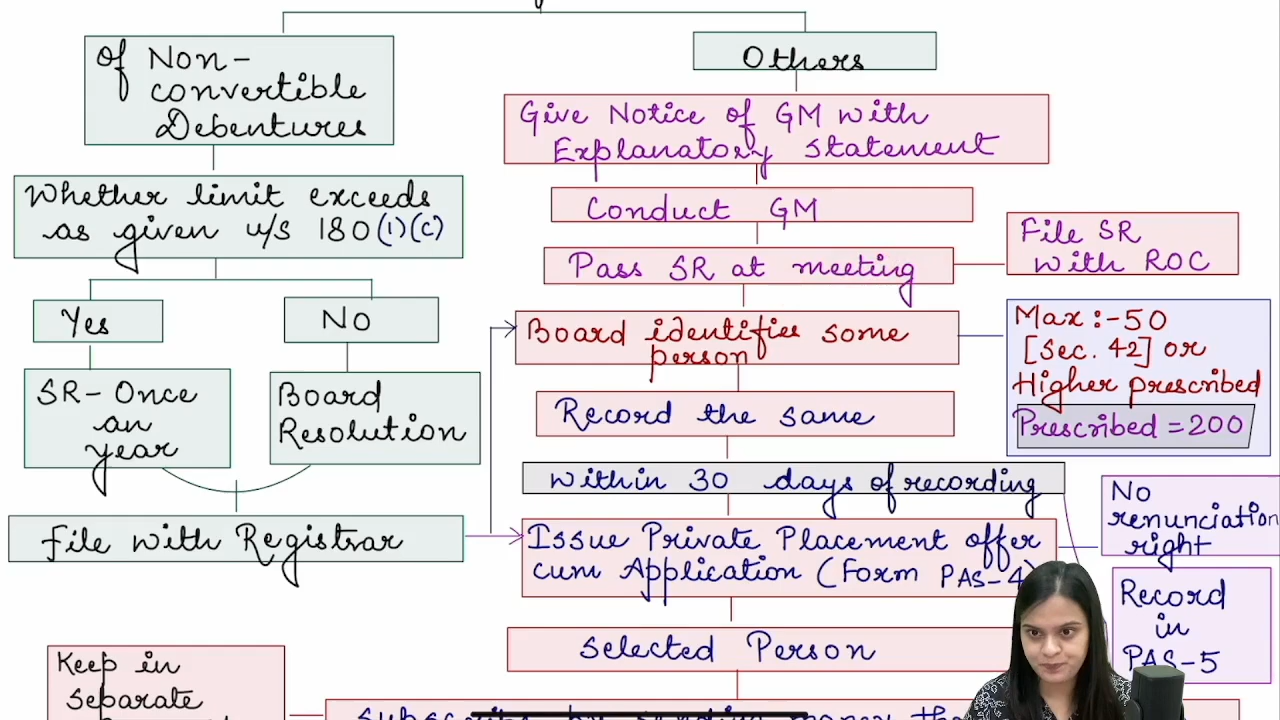 of Non-
convertible
Debentures
Whether limit exceeds
as given u/s 180(1)(c)
Yes
No
SR- Once
an
year
Board
Resolution
File with Registrar
Keep in
separate
Others
Give Notice of GM with
Explanatory statement
Conduct GM
Pass SR at meeting
File SR
with ROC
Board identifies some
person
Max:-50
[Sec. 42] or
Higher prescribed
Prescribed = 200
Record the same
within 30 days of recording
Issue Private Placement offer
cum Application (Form PAS-4)
No
renunciation
right
Record
in
PAS-5
Selected Person